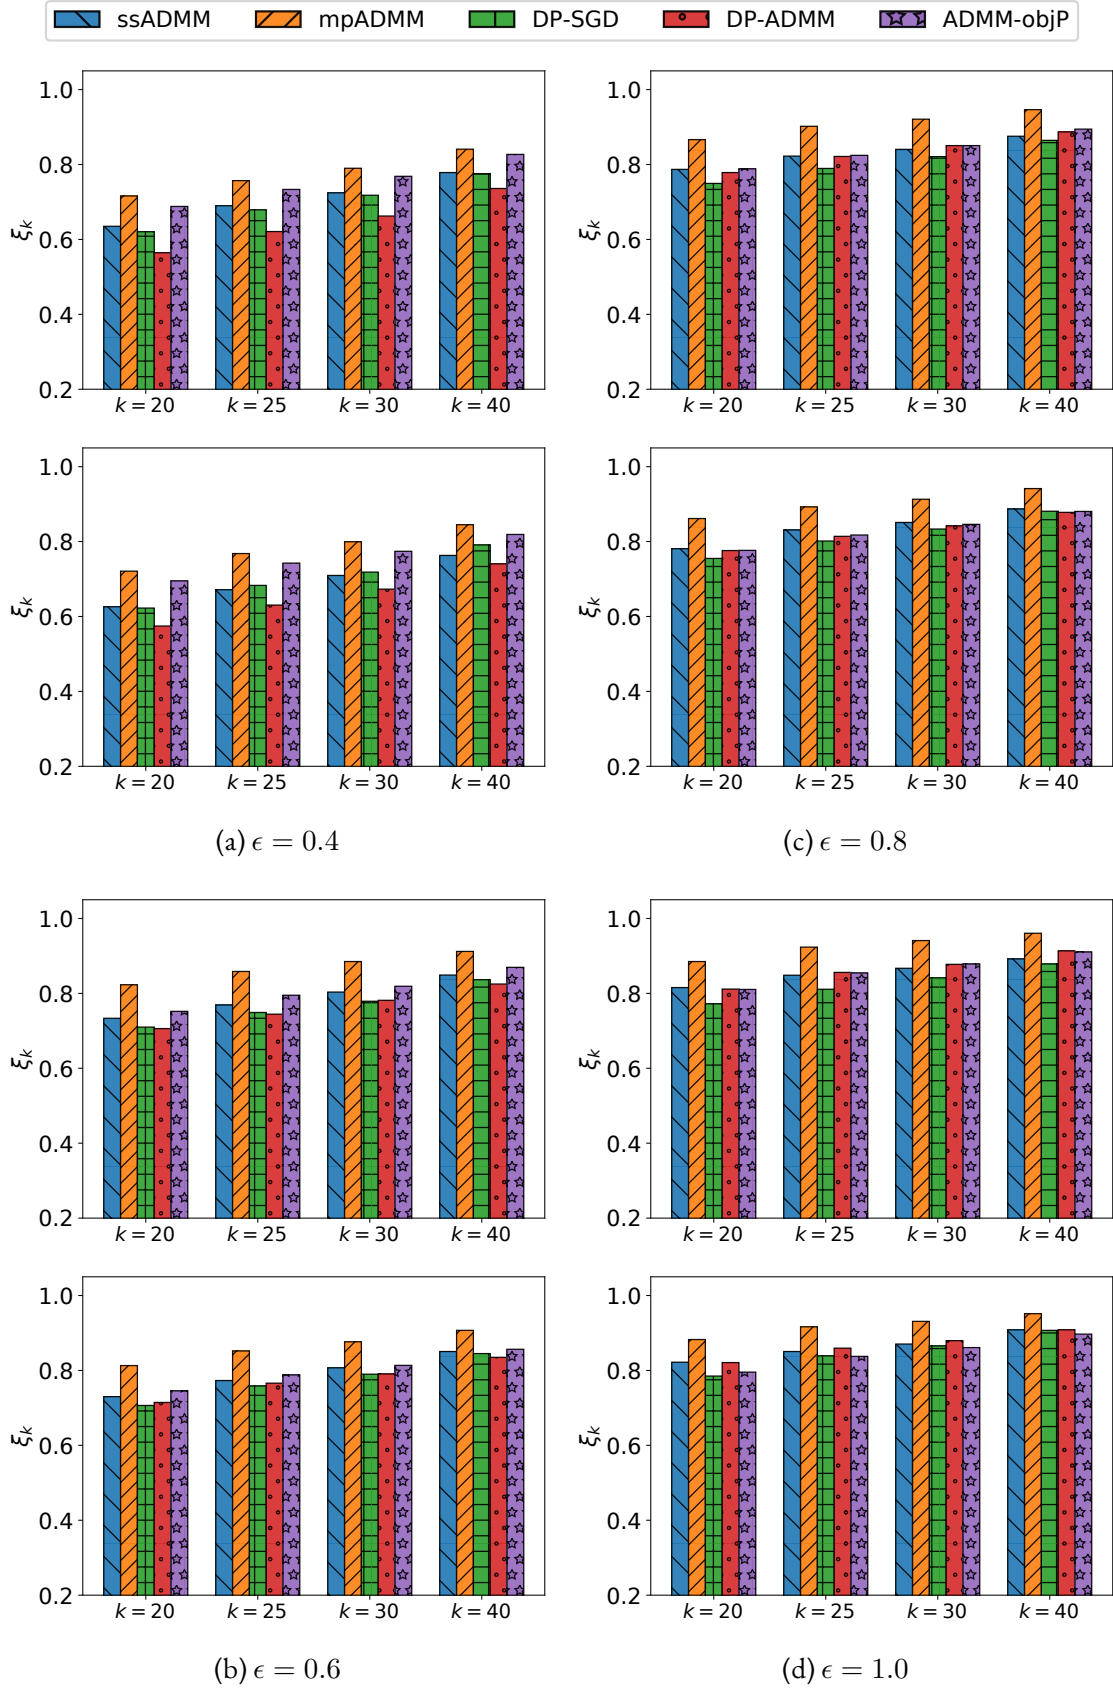 ssADMM mpADMM DP-SGD DP-ADMM ADMM-objP
1.0
0.8
0.6
0.4
0.2
ξk
k = 20 k = 25 k = 30 k = 40
1.0
0.8
0.6
0.4
0.2
ξk
k = 20 k = 25 k = 30 k = 40
1.0
0.8
0.6
0.4
0.2
ξk
k = 20 k = 25 k = 30 k = 40
1.0
0.8
0.6
0.4
0.2
ξk
k = 20 k = 25 k = 30 k = 40
(a) ϵ = 0.4
(c) ϵ = 0.8
1.0
0.8
0.6
0.4
0.2
ξk
k = 20 k = 25 k = 30 k = 40
1.0
0.8
0.6
0.4
0.2
ξk
k = 20 k = 25 k = 30 k = 40
1.0
0.8
0.6
0.4
0.2
ξk
k = 20 k = 25 k = 30 k = 40
1.0
0.8
0.6
0.4
0.2
ξk
k = 20 k = 25 k = 30 k = 40
(b) ϵ = 0.6
(d) ϵ = 1.0